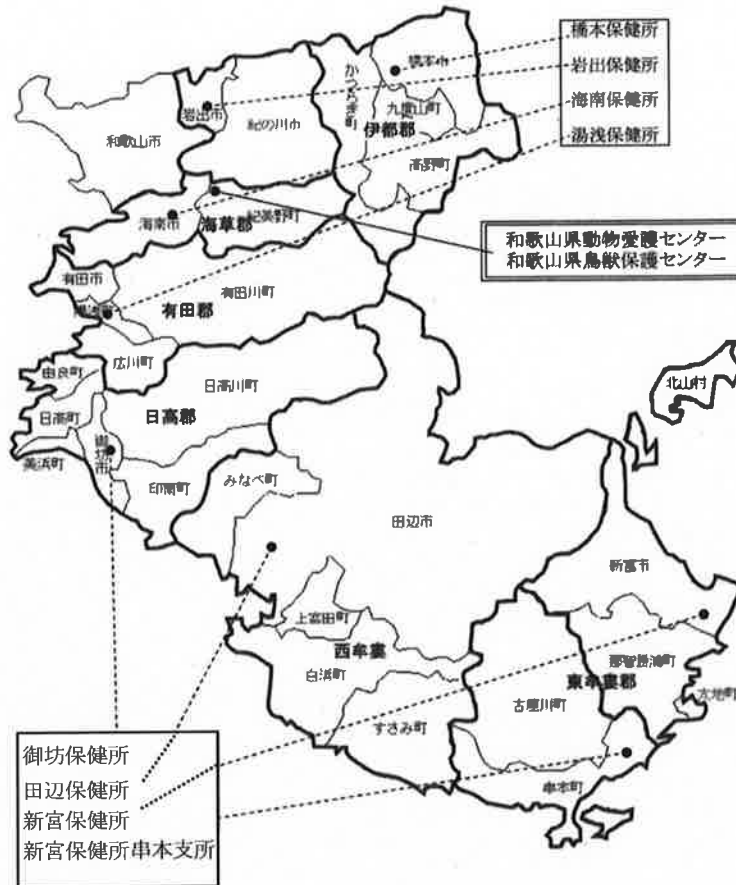 橋本保健所
岩出保健所
海南保健所
湯浅保健所
橋本市
かつらぎ町
九度山町
伊都郡
高野町
岩出市
紀の川市
和歌山市
海南市
海草郡
紀美野町
和歌山県動物愛護センター
和歌山県鳥獣保護センター
有田市
有田川町
有田郡
広川町
由良町
日高川町
日高郡
日高町
御坊市
美浜町
印南町
みなべ町
北山村
田辺市
新宮市
上富田町
西牟婁
白浜町
那智勝浦町
東牟婁郡
太地町
古座川町
すさみ町
串本町
御坊保健所
田辺保健所
新宮保健所
新宮保健所串本支所